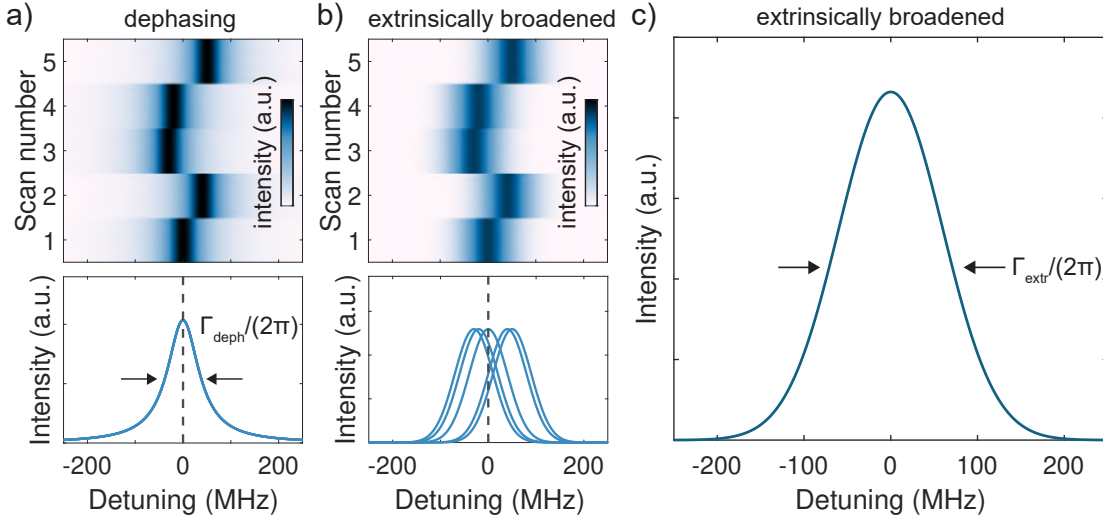 a) dephasing
Scan number
5
4
3
2
1
intensity (a.u.)
Intensity (a.u.)
Γdeph/(2π)
-200 0 200
Detuning (MHz)
b) extrinsically broadened
Scan number
5
4
3
2
1
intensity (a.u.)
Intensity (a.u.)
-200 0 200
Detuning (MHz)
c) extrinsically broadened
Intensity (a.u.)
Γextr/(2π)
-200 -100 0 100 200
Detuning (MHz)